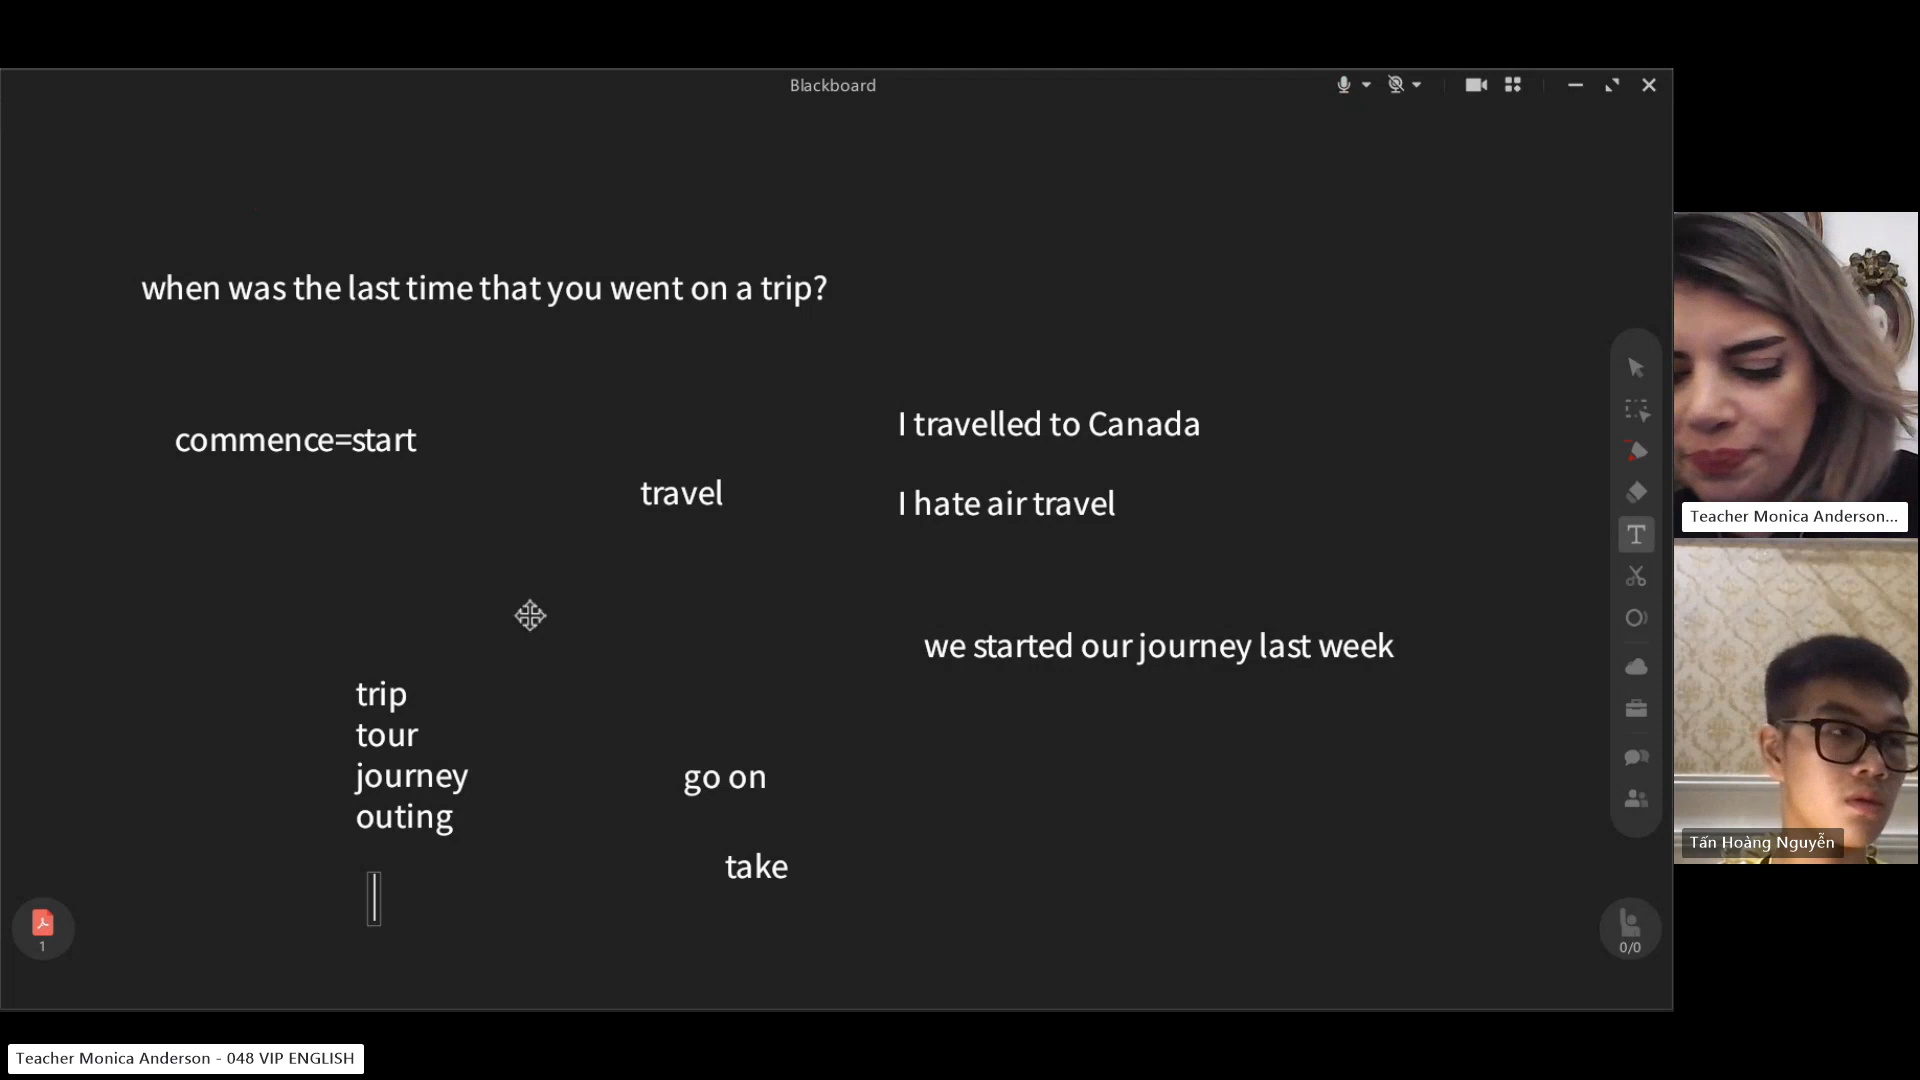 Blackboard
when was the last time that you went on a trip?
commence=start
I travelled to Canada
travel
I hate air travel
we started our journey last week
trip
tour
journey
outing
go on
take
1
0/0
T
Teacher Monica Anderson...
Tấn Hoàng Nguyễn
Teacher Monica Anderson - 048 VIP ENGLISH